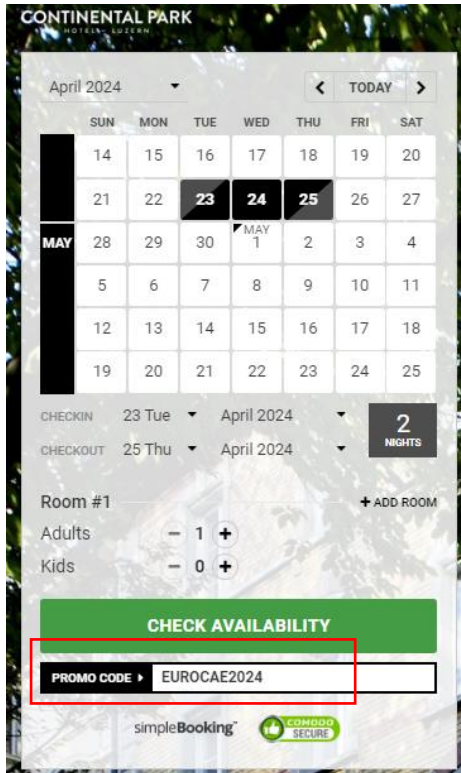 CONTINENTAL PARK
HOTEL - LUZERN
April 2024 TODAY
SUN MON TUE WED THU FRI SAT
14 15 16 17 18 19 20
21 22 23 24 25 26 27
MAY 28 29 30 MAY 1 2 3 4
5 6 7 8 9 10 11
12 13 14 15 16 17 18
19 20 21 22 23 24 25
CHECKIN 23 Tue April 2024
2 NIGHTS
CHECKOUT 25 Thu April 2024
Room #1 + ADD ROOM
Adults − 1 +
Kids − 0 +
CHECK AVAILABILITY
PROMO CODE EUROCAE2024
simpleBooking™ COMODO SECURE